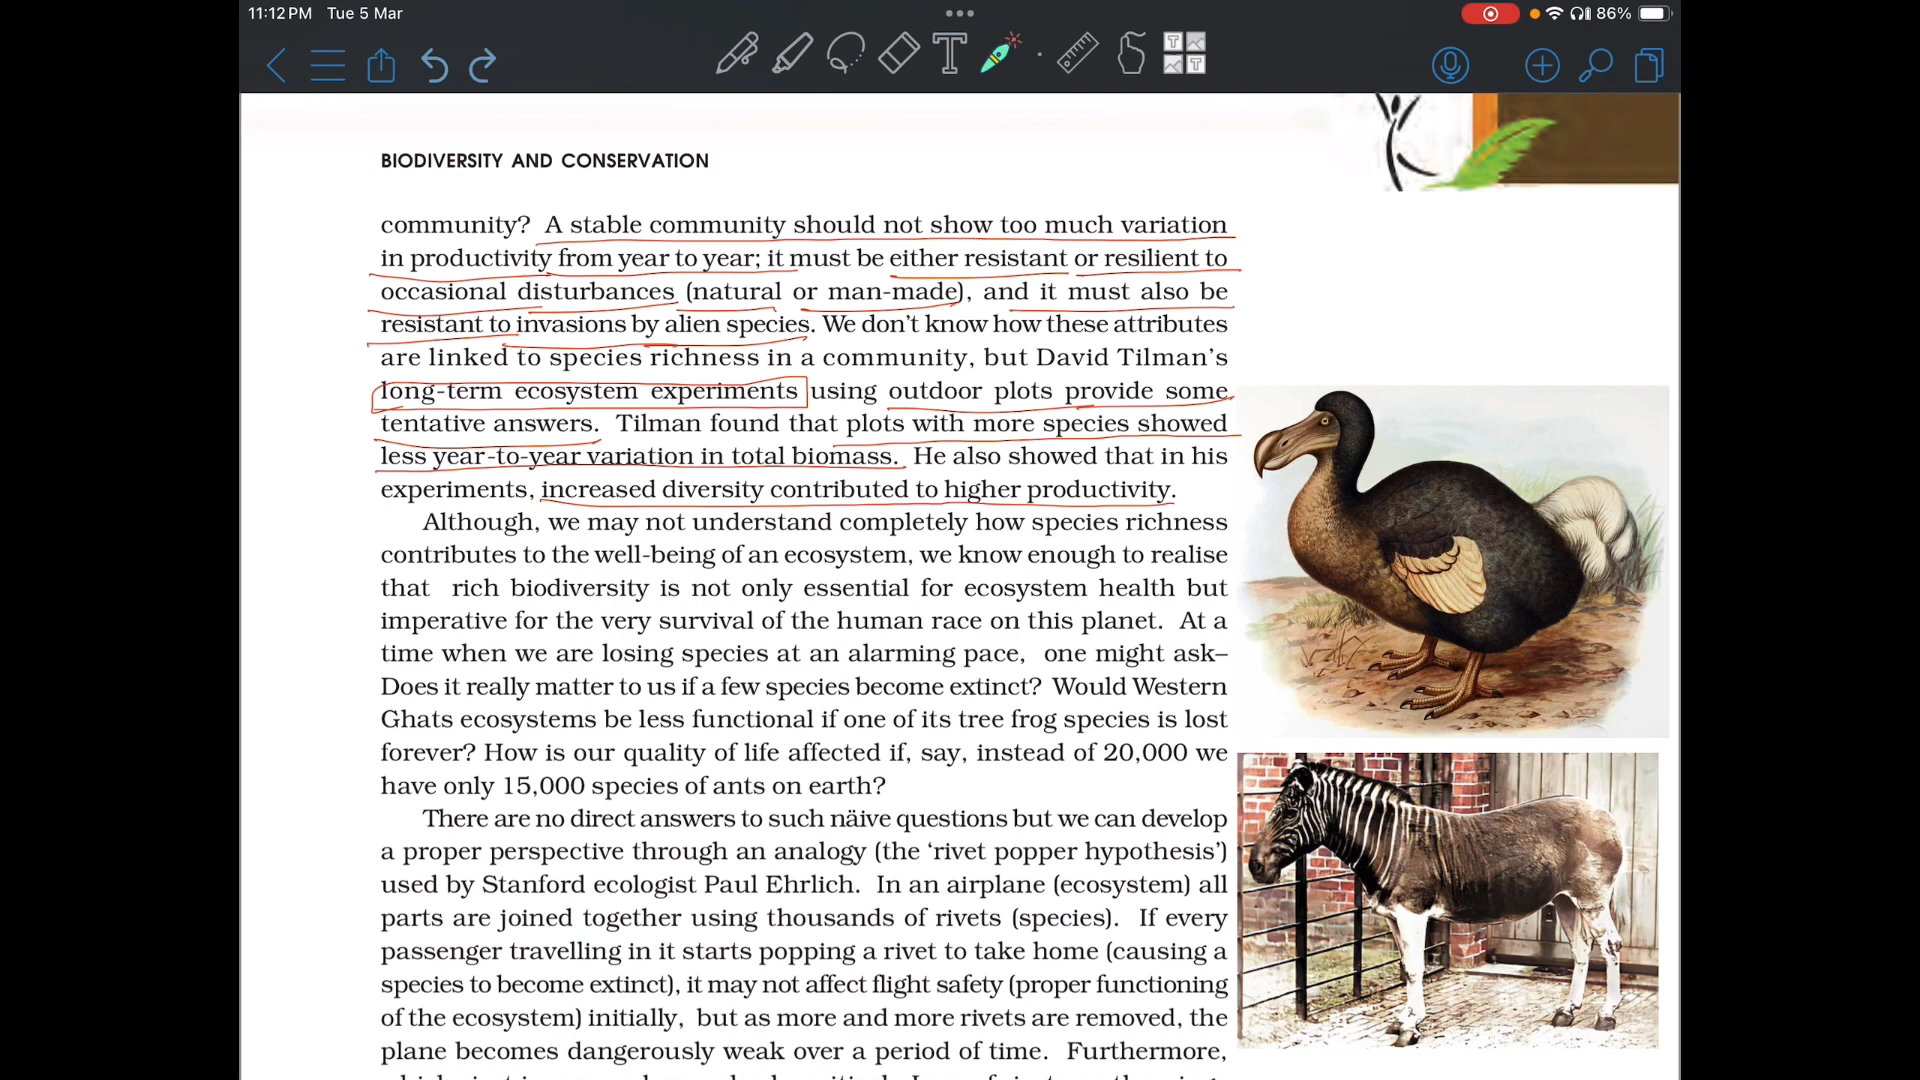 11:12 PM Tue 5 Mar
86%
BIODIVERSITY AND CONSERVATION
community? A stable community should not show too much variation
in productivity from year to year; it must be either resistant or resilient to
occasional disturbances (natural or man-made), and it must also be
resistant to invasions by alien species. We don't know how these attributes
are linked to species richness in a community, but David Tilman's
long-term ecosystem experiments using outdoor plots provide some
tentative answers. Tilman found that plots with more species showed
less year-to-year variation in total biomass. He also showed that in his
experiments, increased diversity contributed to higher productivity.
Although, we may not understand completely how species richness
contributes to the well-being of an ecosystem, we know enough to realise
that rich biodiversity is not only essential for ecosystem health but
imperative for the very survival of the human race on this planet. At a
time when we are losing species at an alarming pace, one might ask–
Does it really matter to us if a few species become extinct? Would Western
Ghats ecosystems be less functional if one of its tree frog species is lost
forever? How is our quality of life affected if, say, instead of 20,000 we
have only 15,000 species of ants on earth?
There are no direct answers to such näive questions but we can develop
a proper perspective through an analogy (the ‘rivet popper hypothesis’)
used by Stanford ecologist Paul Ehrlich. In an airplane (ecosystem) all
parts are joined together using thousands of rivets (species). If every
passenger travelling in it starts popping a rivet to take home (causing a
species to become extinct), it may not affect flight safety (proper functioning
of the ecosystem) initially, but as more and more rivets are removed, the
plane becomes dangerously weak over a period of time. Furthermore,